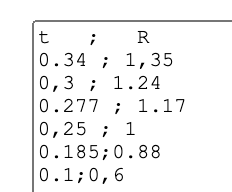 t   ;   R
0.34 ; 1,35
0,3 ; 1.24
0.277 ; 1.17
0,25 ; 1
0.185;0.88
0.1;0,6